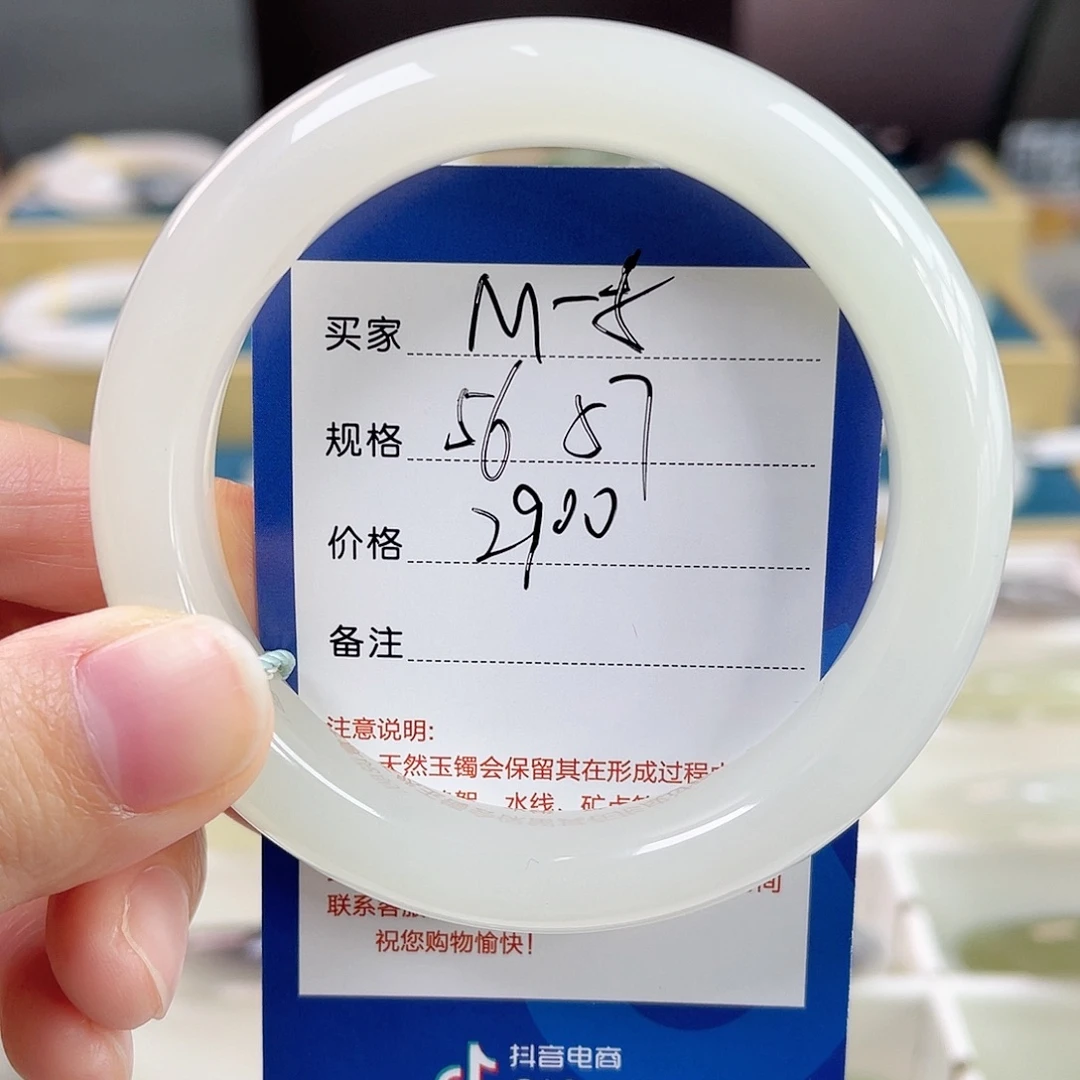 买家 M一
规格 56 87
价格 2900
备注
注意说明:
天然玉镯会保留其在形成过程
水线、矿点
联系客服
祝您购物愉快!
抖音电商